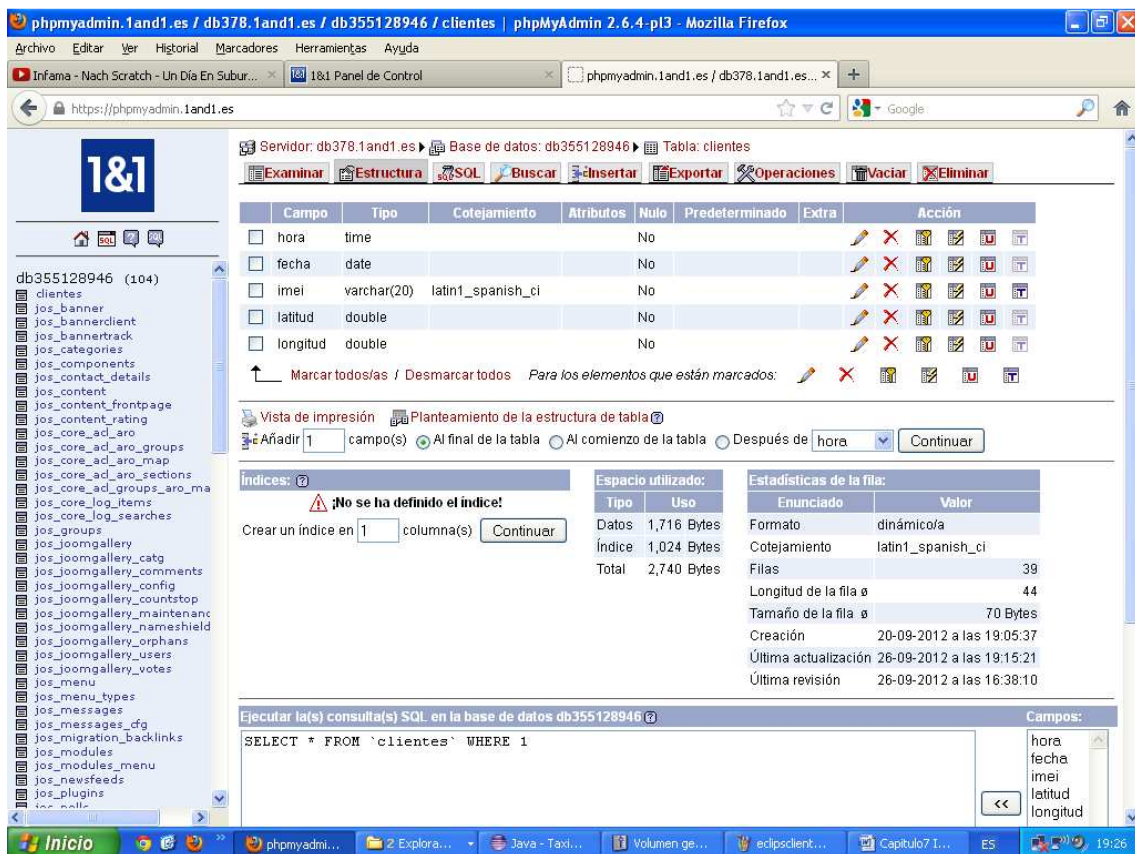 phpmyadmin.1and1.es / db378.1and1.es / db355128946 / clientes | phpMyAdmin 2.6.4-pl3 - Mozilla Firefox
Archivo Editar Ver Historial Marcadores Herramientas Ayuda
Infama - Nach Scratch - Un Día En Subur... 1&1 Panel de Control phpmyadmin.1and1.es / db378.1and1.es...
https://phpmyadmin.1and1.es Google
1&1
db355128946 (104)
clientes
jos_banner
jos_bannerclient
jos_bannertrack
jos_categories
jos_components
jos_contact_details
jos_content
jos_content_frontpage
jos_content_rating
jos_core_acl_aro
jos_core_acl_aro_groups
jos_core_acl_aro_map
jos_core_acl_aro_sections
jos_core_acl_groups_aro_ma
jos_core_log_items
jos_core_log_searches
jos_groups
jos_joomgallery
jos_joomgallery_catg
jos_joomgallery_comments
jos_joomgallery_config
jos_joomgallery_countstop
jos_joomgallery_maintenanc
jos_joomgallery_nameshield
jos_joomgallery_orphans
jos_joomgallery_users
jos_joomgallery_votes
jos_menu
jos_menu_types
jos_messages
jos_messages_cfg
jos_migration_backlinks
jos_modules
jos_modules_menu
jos_newsfeeds
jos_plugins
Servidor: db378.1and1.es Base de datos: db355128946 Tabla: clientes
Examinar Estructura SQL Buscar Insertar Exportar Operaciones Vaciar Eliminar
Campo Tipo Cotejamiento Atributos Nulo Predeterminado Extra Acción
hora time No
fecha date No
imei varchar(20) latin1_spanish_ci No
latitud double No
longitud double No
Marcar todos/as / Desmarcar todos Para los elementos que están marcados:
Vista de impresión Planteamiento de la estructura de tabla
Añadir 1 campo(s) Al final de la tabla Al comienzo de la tabla Después de hora Continuar
Índices:
¡No se ha definido el índice!
Crear un índice en 1 columna(s) Continuar
Espacio utilizado:
Tipo Uso
Datos 1,716 Bytes
Índice 1,024 Bytes
Total 2,740 Bytes
Estadísticas de la fila:
Enunciado Valor
Formato dinámico/a
Cotejamiento latin1_spanish_ci
Filas 39
Longitud de la fila ø 44
Tamaño de la fila ø 70 Bytes
Creación 20-09-2012 a las 19:05:37
Última actualización 26-09-2012 a las 19:15:21
Última revisión 26-09-2012 a las 16:38:10
Ejecutar la(s) consulta(s) SQL en la base de datos db355128946 Campos:
SELECT * FROM `clientes` WHERE 1
hora
fecha
imei
latitud
longitud
<<
Inicio phpmyadmi... 2 Explora... Java - Taxi... Volumen ge... eclipsclient... Capitulo7 I... ES 19:26